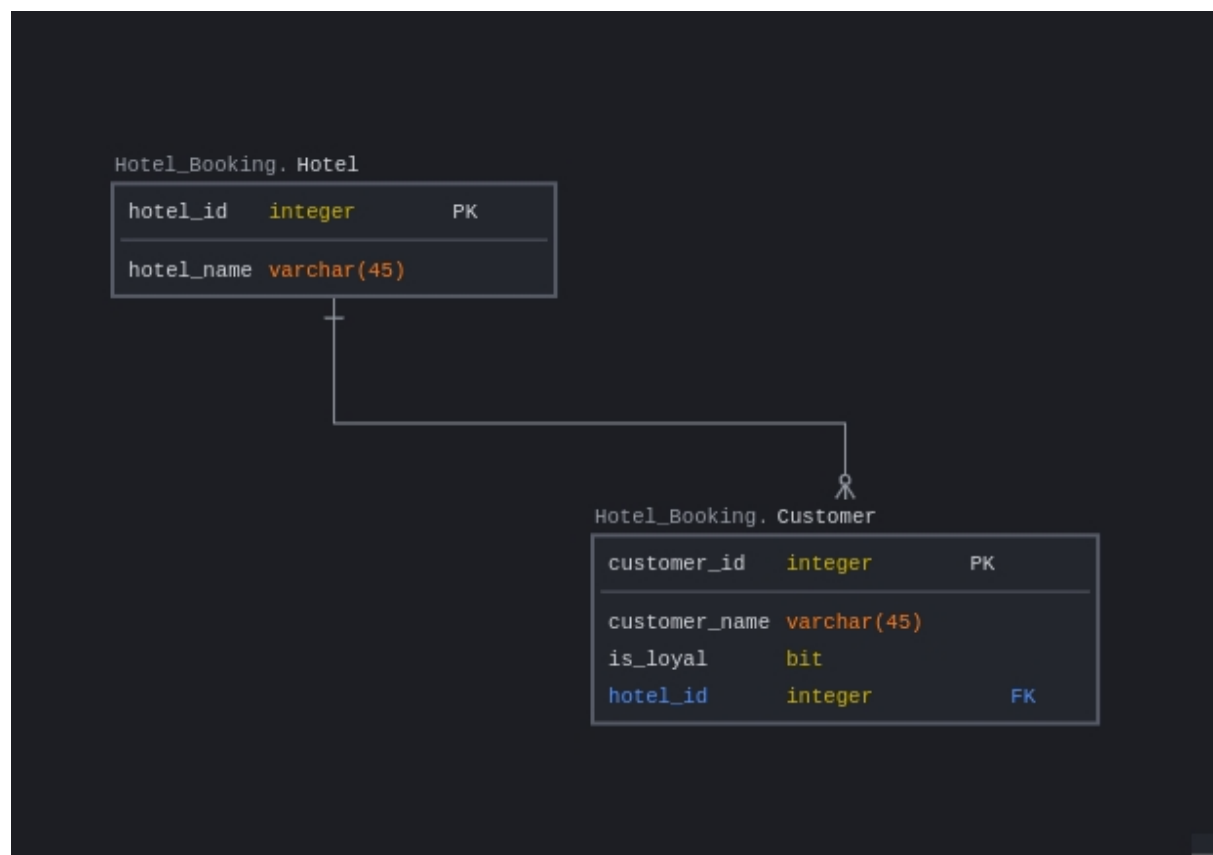 Hotel_Booking. Hotel
hotel_id integer PK
hotel_name varchar(45)
Hotel_Booking. Customer
customer_id integer PK
customer_name varchar(45)
is_loyal bit
hotel_id integer FK